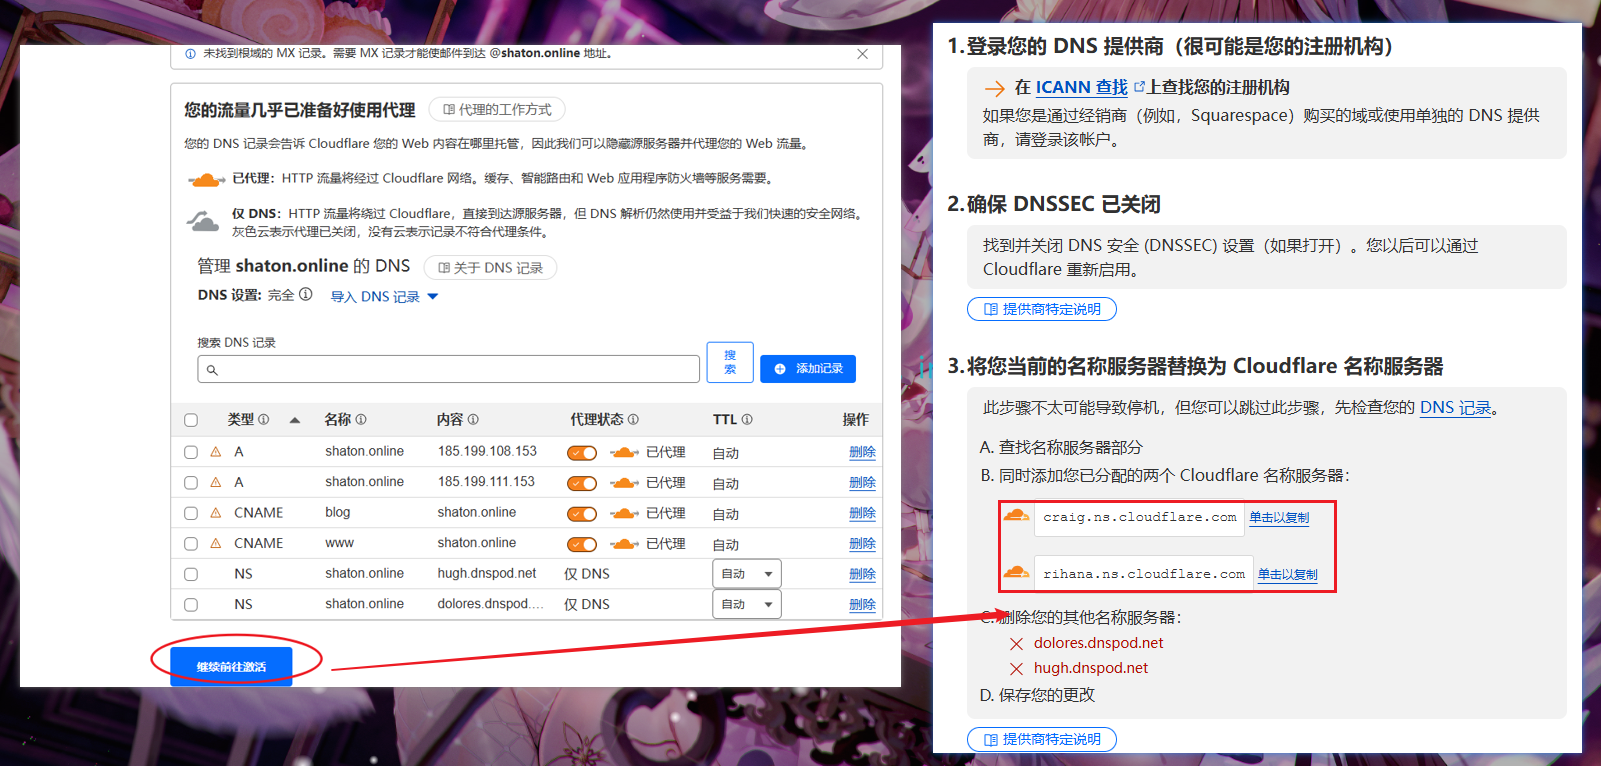 未找到根域的 MX 记录。需要 MX 记录才能使邮件到达 @shaton.online 地址。
您的流量几乎已准备好使用代理
代理的工作方式
您的 DNS 记录会告诉 Cloudflare 您的 Web 内容在哪里托管，因此我们可以隐藏源服务器并代理您的 Web 流量。
已代理：HTTP 流量将经过 Cloudflare 网络。缓存、智能路由和 Web 应用程序防火墙等服务需要。
仅 DNS：HTTP 流量将绕过 Cloudflare，直接到达源服务器，但 DNS 解析仍然使用并受益于我们快速的安全网络。
灰色云表示代理已关闭，没有云表示记录不符合代理条件。
管理 shaton.online 的 DNS
关于 DNS 记录
DNS 设置: 完全
导入 DNS 记录
搜索 DNS 记录
搜
索
添加记录
类型 名称 内容 代理状态 TTL 操作
A shaton.online 185.199.108.153 已代理 自动 删除
A shaton.online 185.199.111.153 已代理 自动 删除
CNAME blog shaton.online 已代理 自动 删除
CNAME www shaton.online 已代理 自动 删除
NS shaton.online hugh.dnspod.net 仅 DNS 自动 删除
NS shaton.online dolores.dnspod.... 仅 DNS 自动 删除
继续前往激活
1.登录您的 DNS 提供商（很可能是您的注册机构）
在 ICANN 查找 上查找您的注册机构
如果您是通过经销商（例如，Squarespace）购买的域或使用单独的 DNS 提供
商，请登录该帐户。
2.确保 DNSSEC 已关闭
找到并关闭 DNS 安全 (DNSSEC) 设置（如果打开）。您以后可以通过
Cloudflare 重新启用。
提供商特定说明
3.将您当前的名称服务器替换为 Cloudflare 名称服务器
此步骤不太可能导致停机，但您可以跳过此步骤，先检查您的 DNS 记录。
A. 查找名称服务器部分
B. 同时添加您已分配的两个 Cloudflare 名称服务器：
craig.ns.cloudflare.com 单击以复制
rihana.ns.cloudflare.com 单击以复制
C. 删除您的其他名称服务器：
dolores.dnspod.net
hugh.dnspod.net
D. 保存您的更改
提供商特定说明